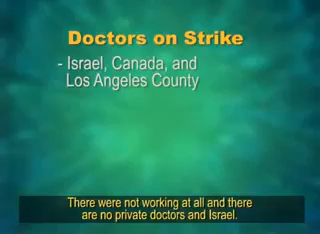 Doctors on Strike
- Israel, Canada, and
Los Angeles County
There were not working at all and there
are no private doctors and Israel.